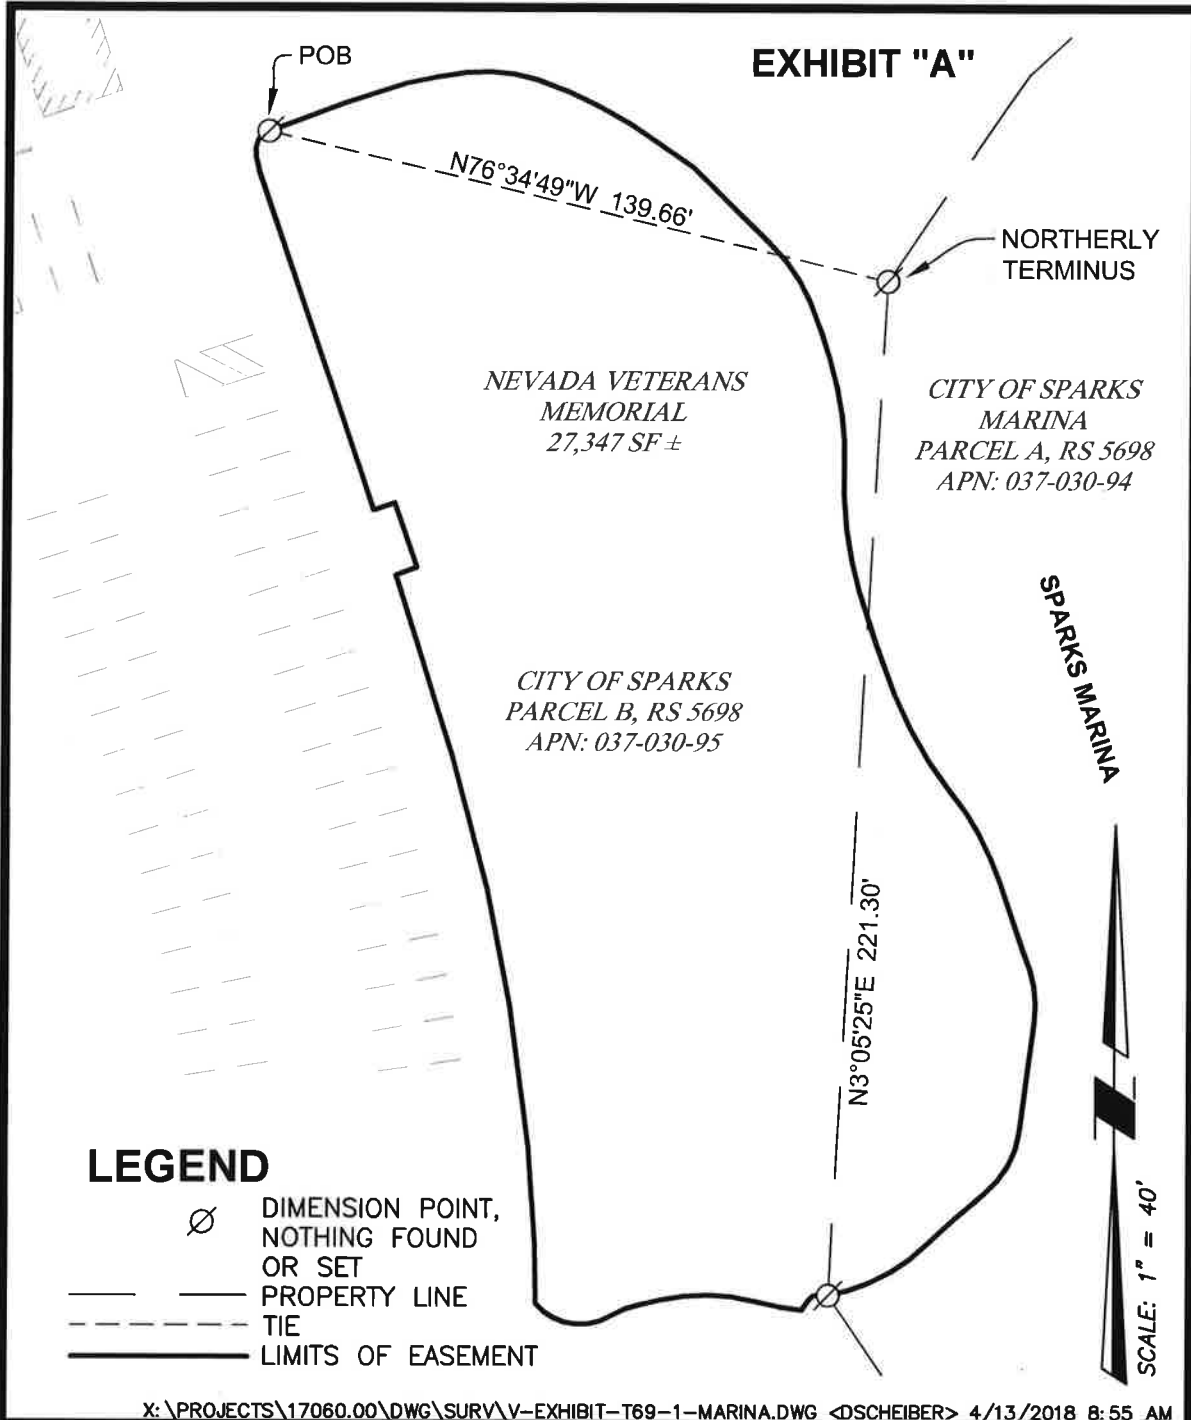 EXHIBIT "A"
POB
N76°34'49"W 139.66'
NORTHERLY
TERMINUS
NEVADA VETERANS
MEMORIAL
27,347 SF ±
CITY OF SPARKS
MARINA
PARCEL A, RS 5698
APN: 037-030-94
SPARKS MARINA
CITY OF SPARKS
PARCEL B, RS 5698
APN: 037-030-95
N3°05'25"E 221.30'
LEGEND
DIMENSION POINT,
NOTHING FOUND
OR SET
PROPERTY LINE
TIE
LIMITS OF EASEMENT
Z
SCALE: 1" = 40'
X:\PROJECTS\17060.00\DWG\SURV\V-EXHIBIT-T69-1-MARINA.DWG <DSCHEIBER> 4/13/2018 8:55 AM